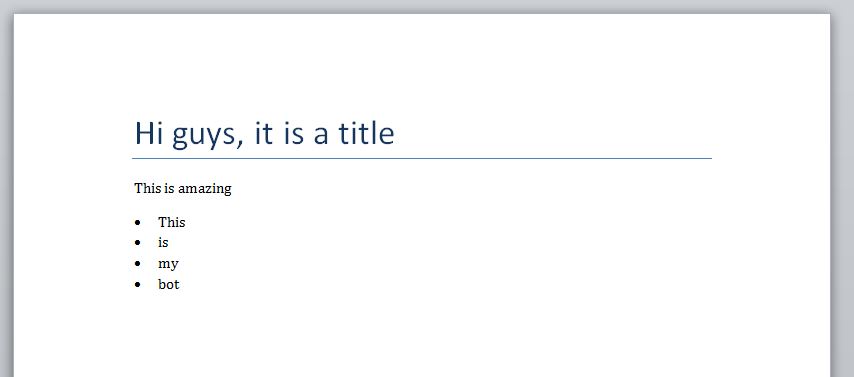 Hi guys, it is a title
This is amazing
• This
• is
• my
• bot